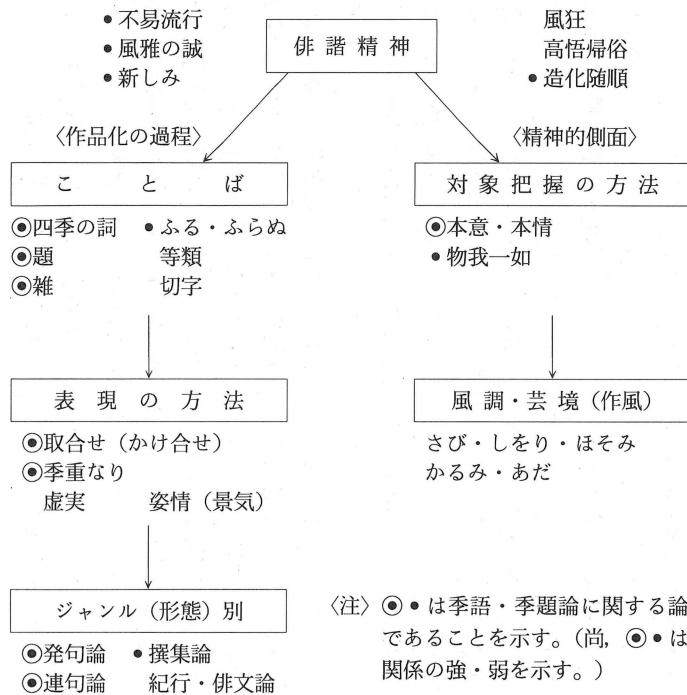 •不易流行
•風雅の誠
•新しみ
俳諧精神
風狂
高悟帰俗
•造化随順
〈作品化の過程〉
ことば
◉四季の詞 •ふる・ふらぬ
◉題 等類
◉雑 切字
表現の方法
◉取合せ(かけ合せ)
◉季重なり
虚実 姿情(景気)
ジャンル(形態)別
◉発句論 •撰集論
◉連句論 紀行・俳文論
〈精神的側面〉
対象把握の方法
◉本意・本情
•物我一如
風調・芸境(作風)
さび・しをり・ほそみ
かるみ・あだ
〈注〉◉•は季語・季題論に関する論
であることを示す。(尚,◉•は
関係の強・弱を示す。)